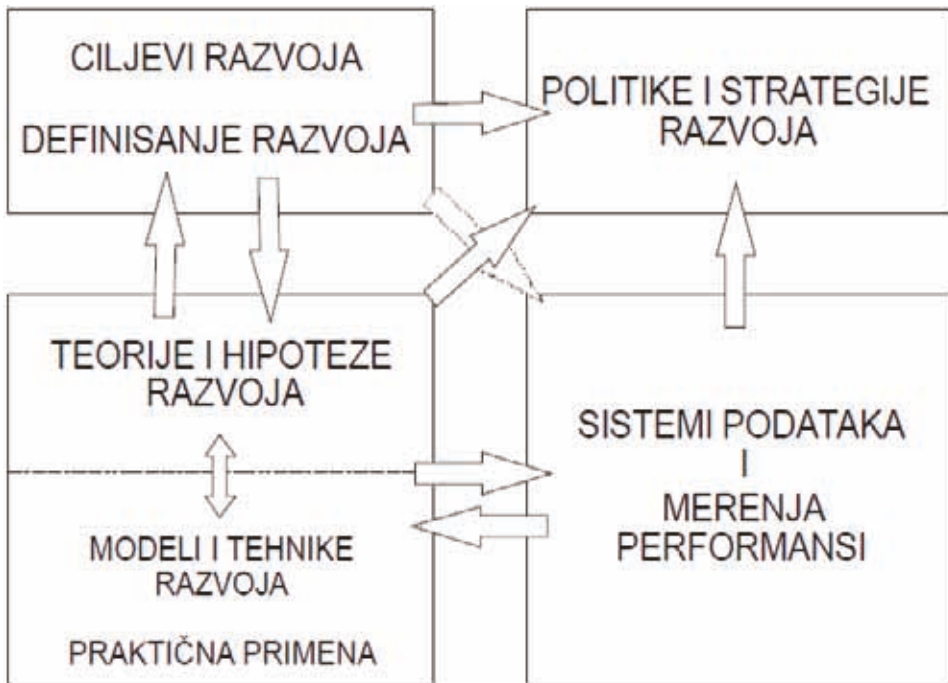 CILJEVI RAZVOJA
DEFINISANJE RAZVOJA
POLITIKE I STRATEGIJE
RAZVOJA
TEORIJE I HIPOTEZE
RAZVOJA
MODELI I TEHNIKE
RAZVOJA
PRAKTIČNA PRIMENA
SISTEMI PODATAKA
I
MERENJA
PERFORMANSI